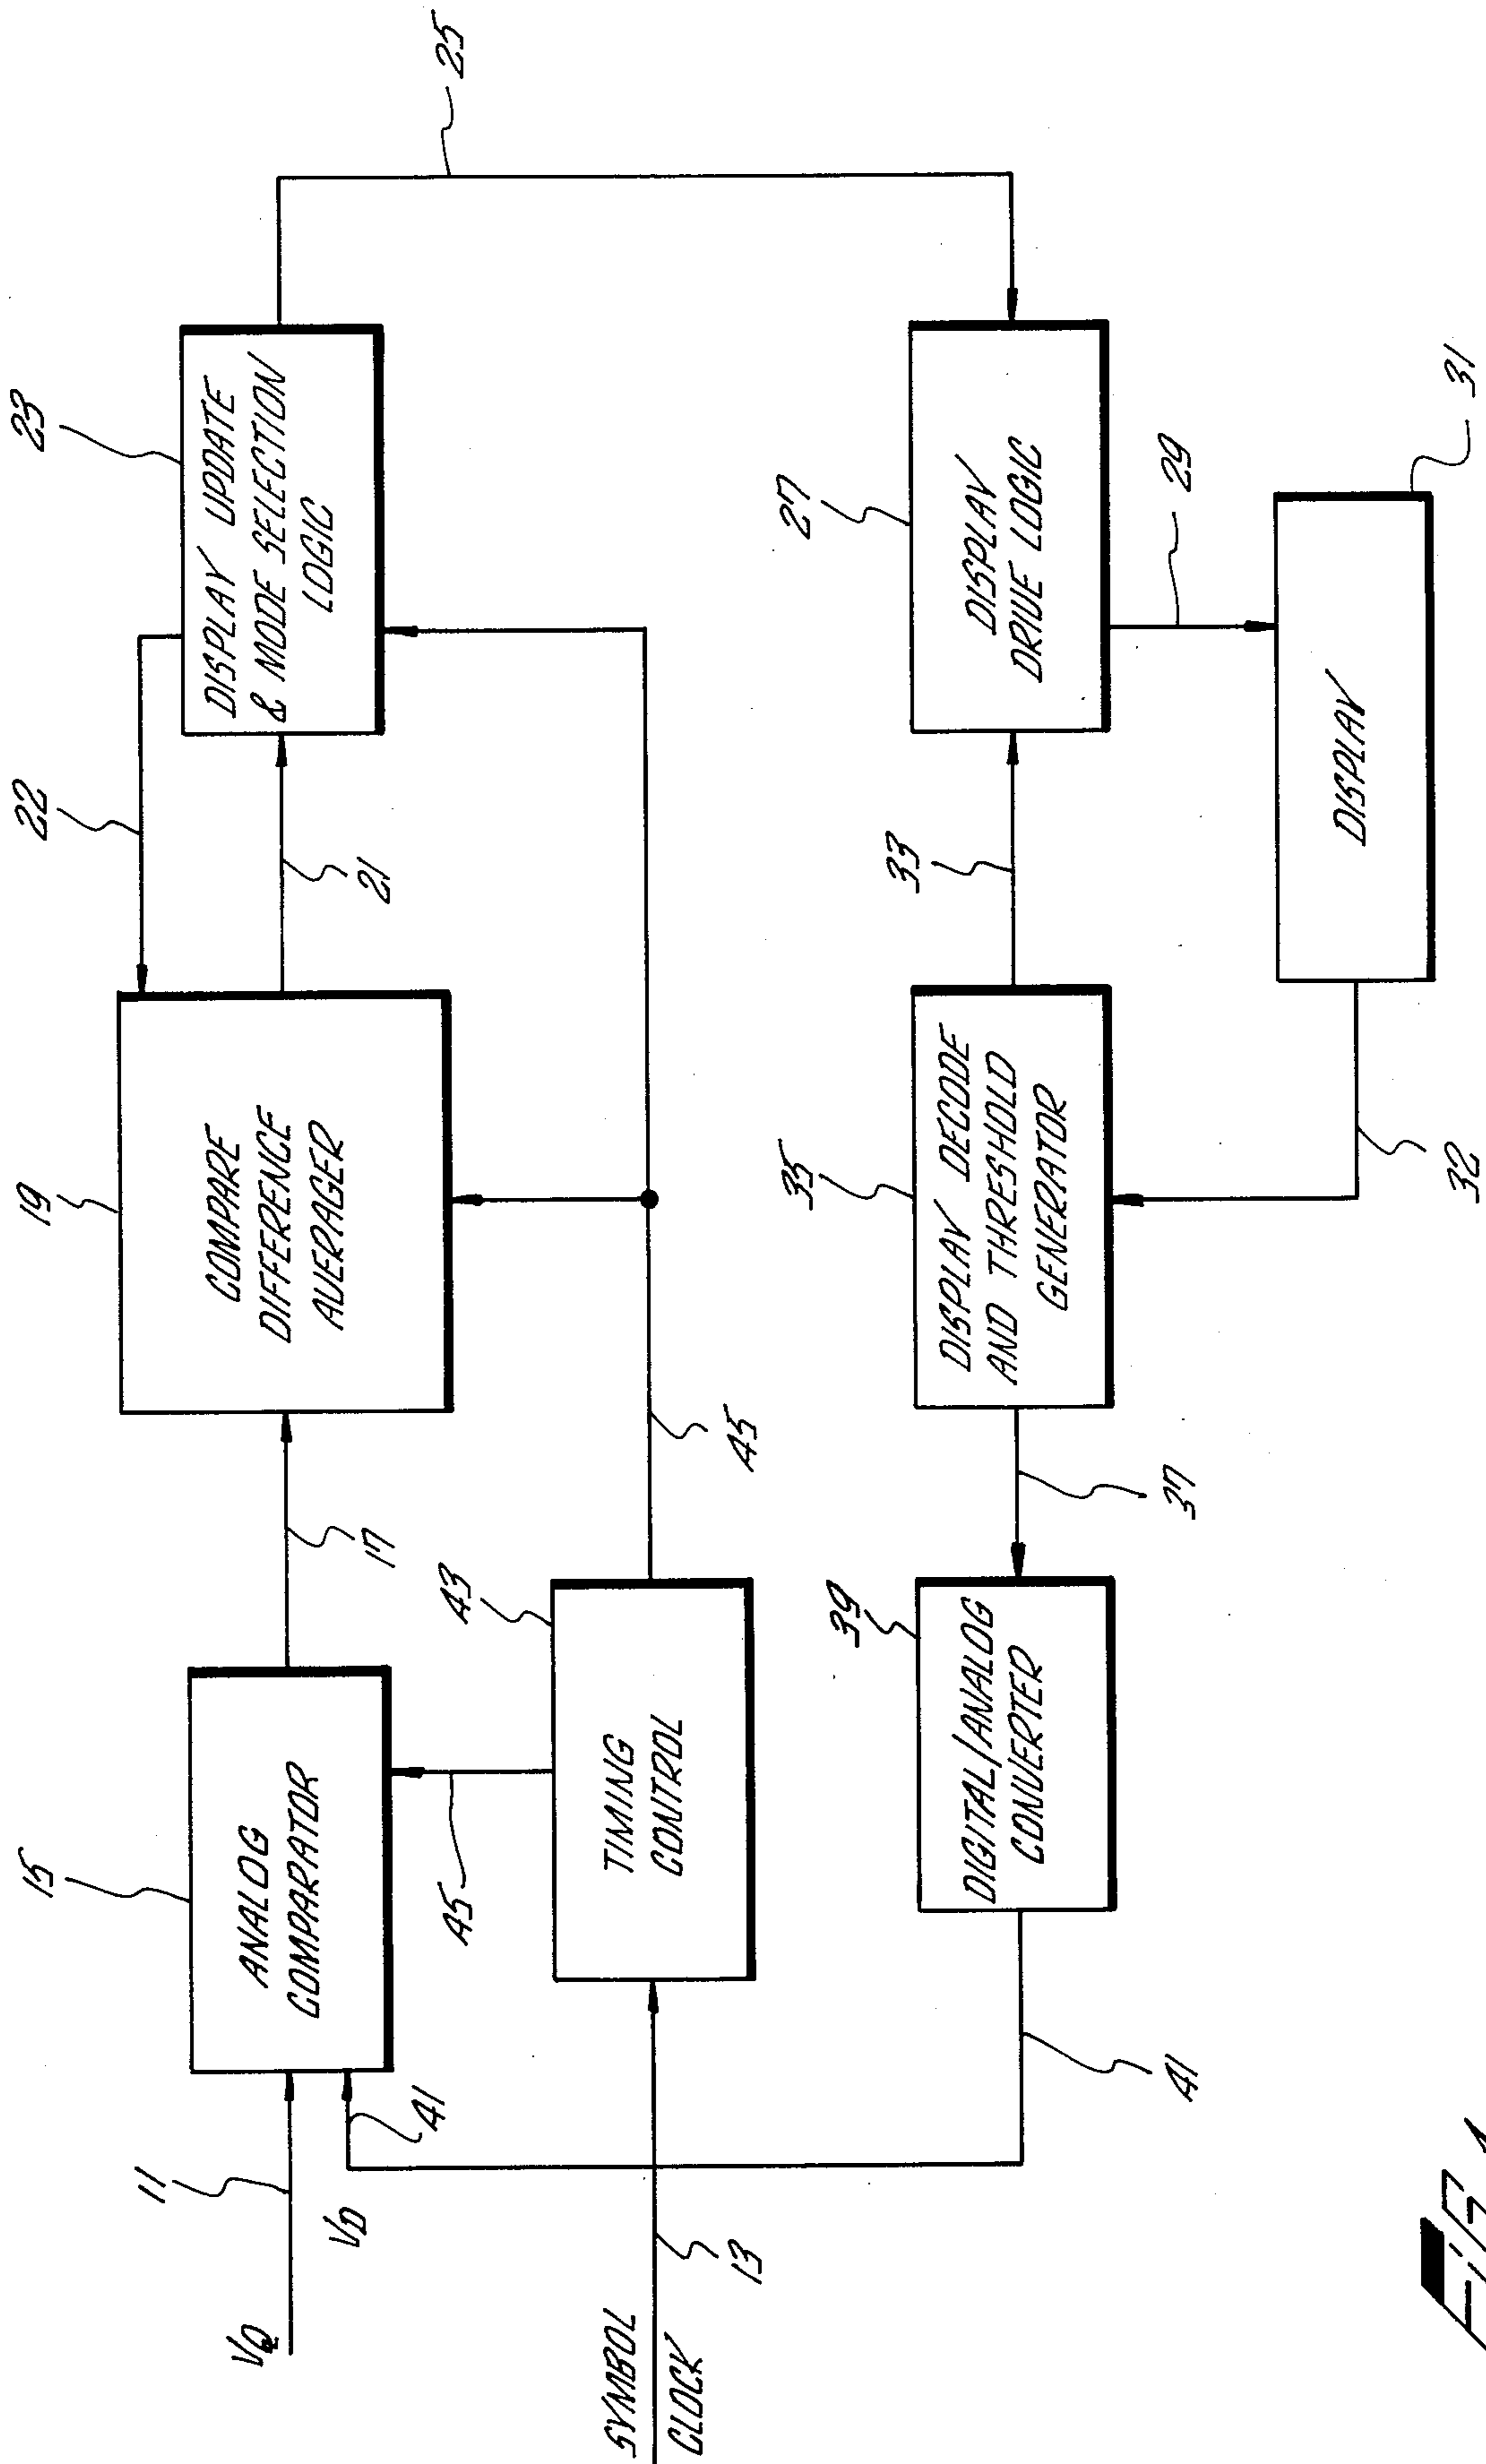 VQ
11
VD
41
SYMBOL
CLOCK
13
15
ANALOG
COMPARATOR
17
45
43
TIMING
CONTROL
45
19
COMPARE
DIFFERENCE
AVERAGER
22
21
23
DISPLAY UPDATE
& MODE SELECTION
LOGIC
25
41
39
DIGITAL/ANALOG
CONVERTER
37
35
DISPLAY DECODE
AND THRESHOLD
GENERATOR
33
27
DISPLAY
DRIVE LOGIC
29
32
DISPLAY
31